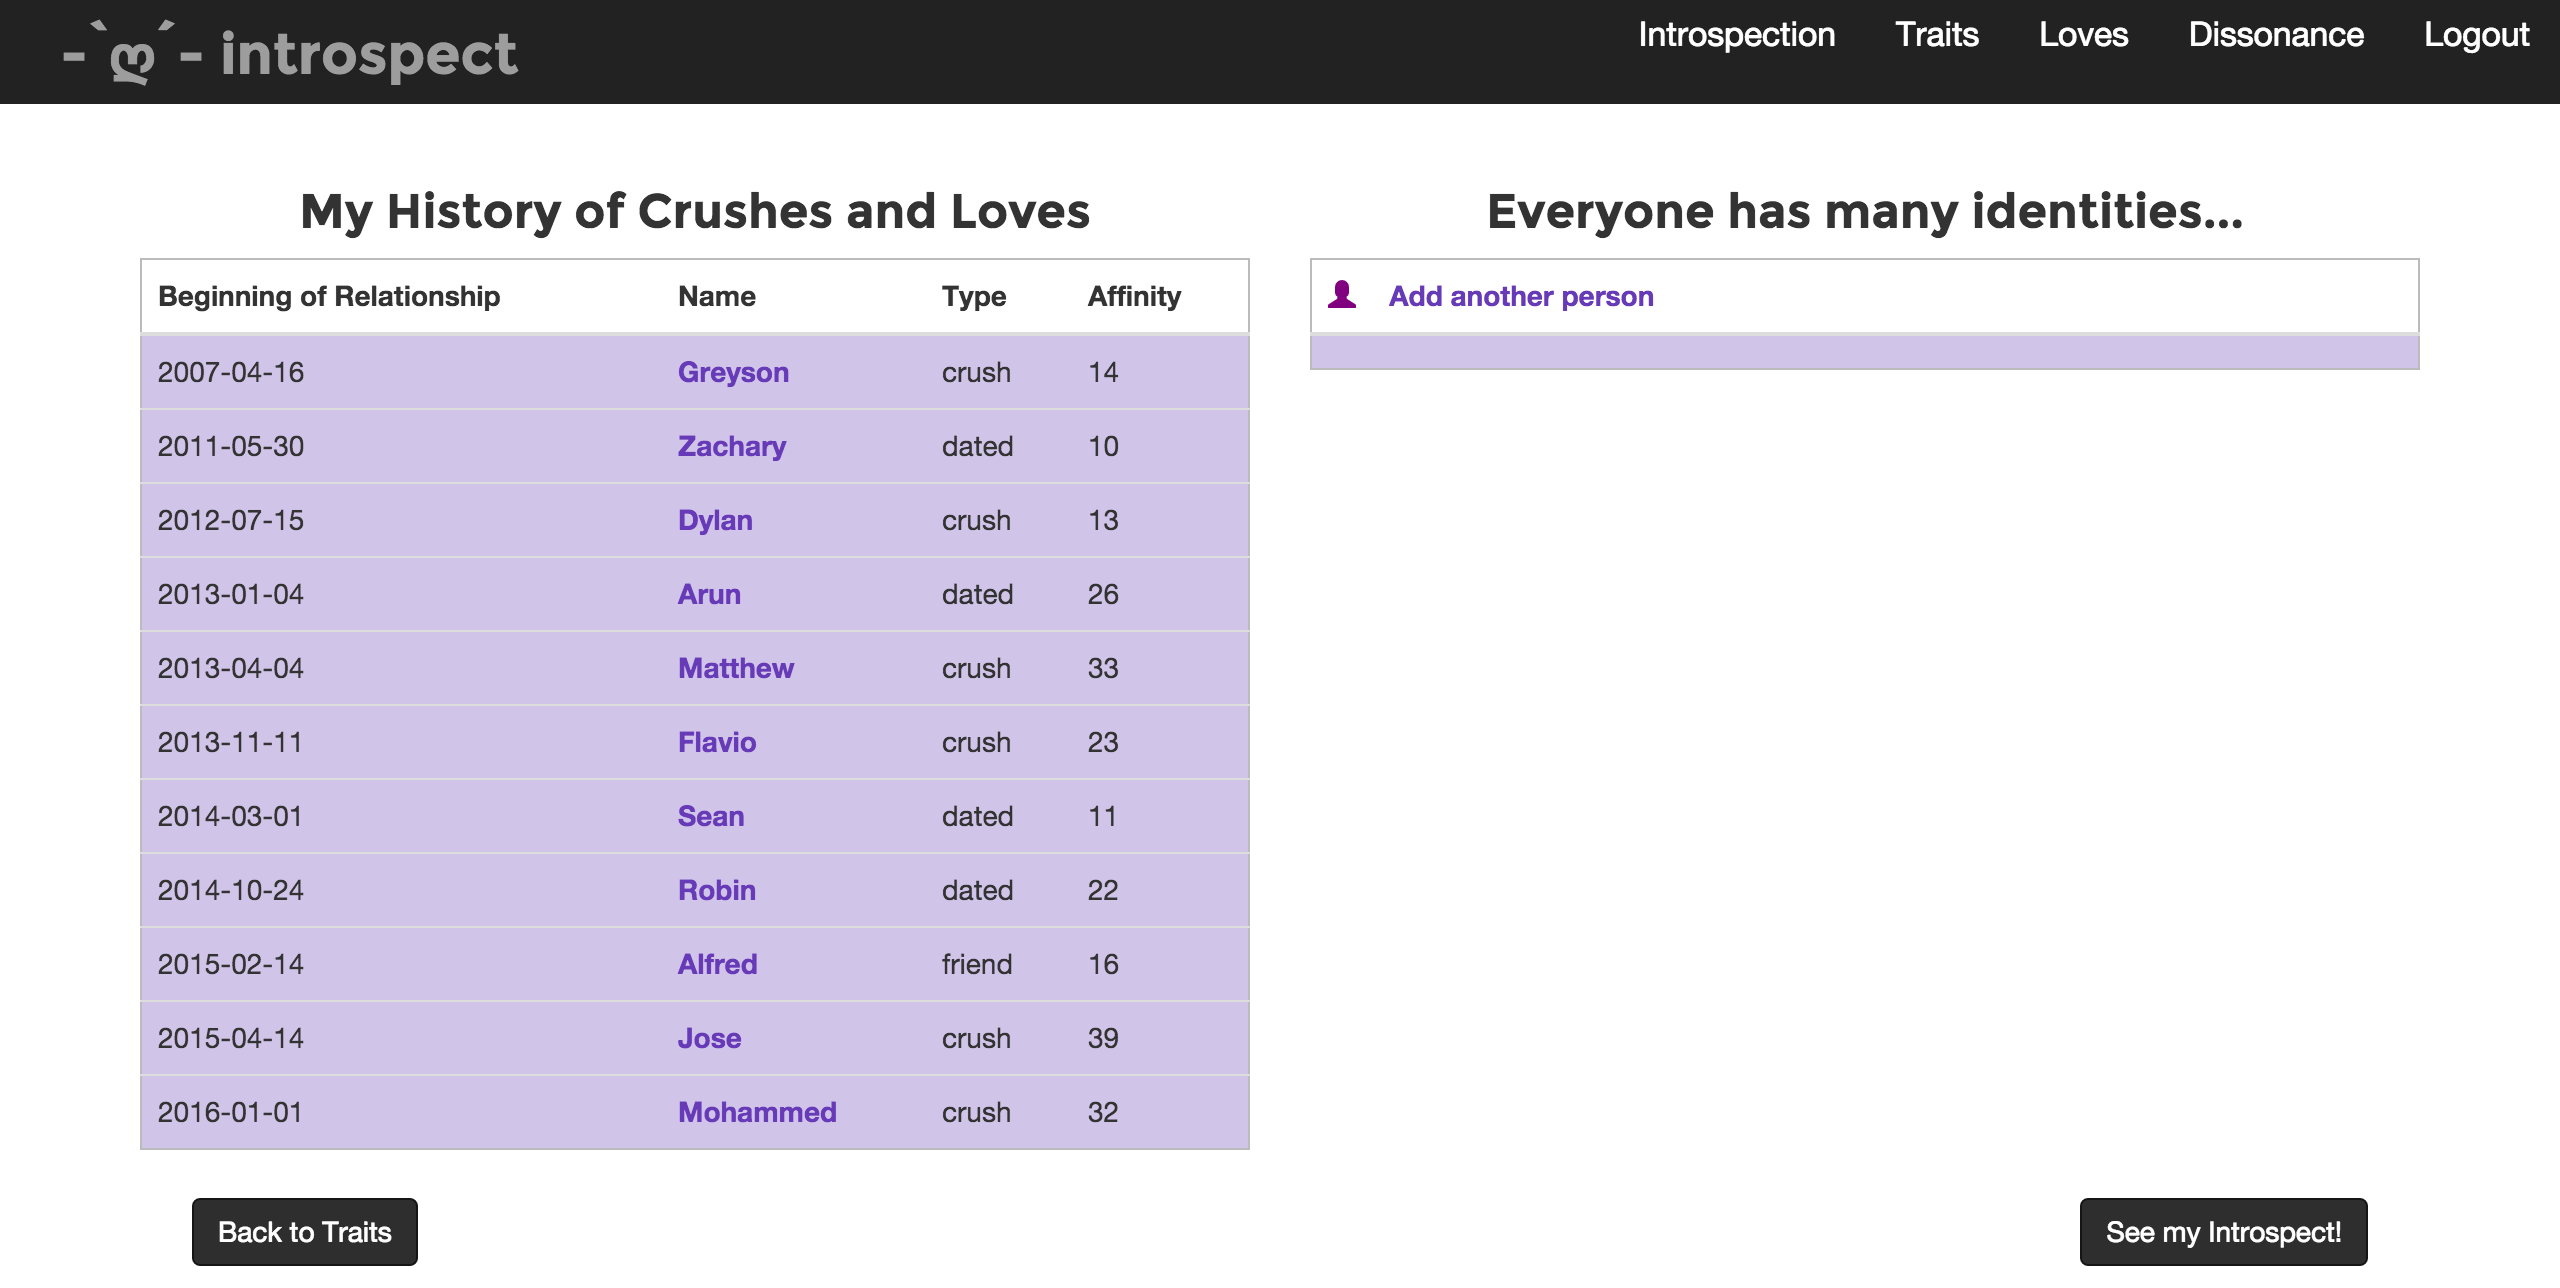 -`ღ´- introspect
Introspection Traits Loves Dissonance Logout
My History of Crushes and Loves
Beginning of Relationship Name Type Affinity
2007-04-16 Greyson crush 14
2011-05-30 Zachary dated 10
2012-07-15 Dylan crush 13
2013-01-04 Arun dated 26
2013-04-04 Matthew crush 33
2013-11-11 Flavio crush 23
2014-03-01 Sean dated 11
2014-10-24 Robin dated 22
2015-02-14 Alfred friend 16
2015-04-14 Jose crush 39
2016-01-01 Mohammed crush 32
Everyone has many identities...
Add another person
Back to Traits
See my Introspect!